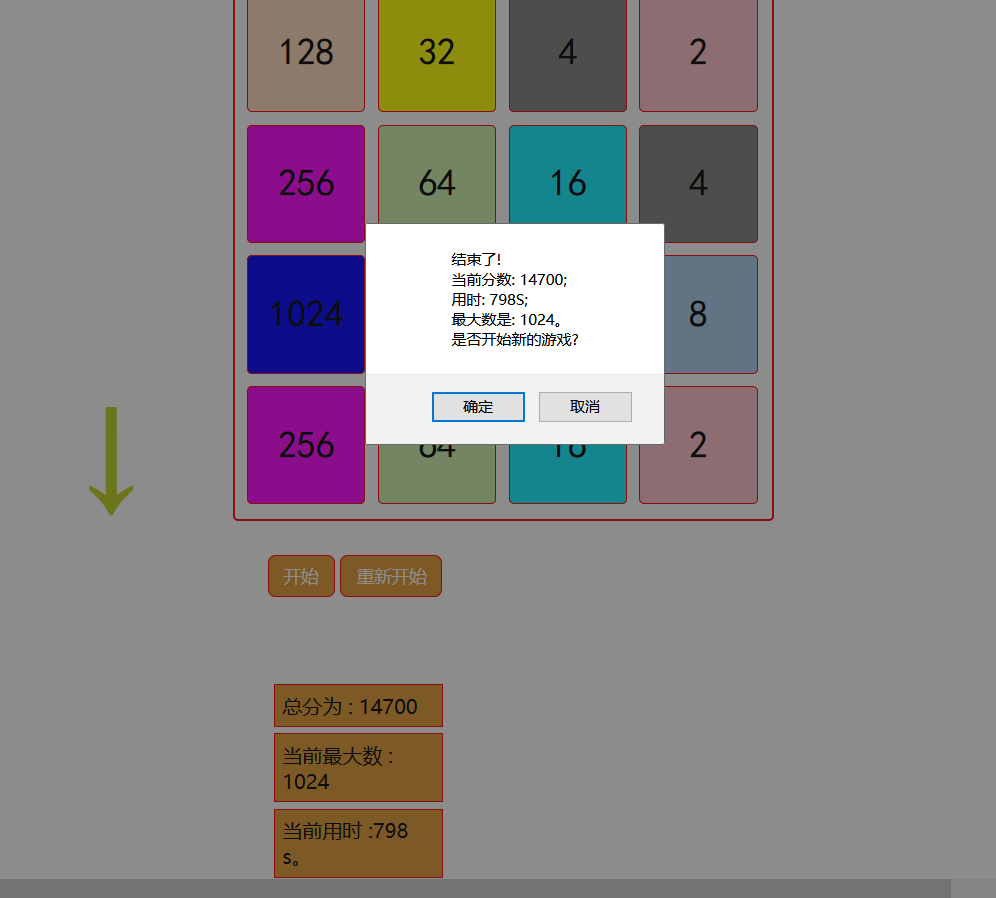 128 32 4 2
256 64 16 4
1024 8
256 64 16 2
结束了!
当前分数: 14700;
用时: 798S;
最大数是: 1024。
是否开始新的游戏?
确定 取消
↓
开始 重新开始
总分为 : 14700
当前最大数 :
1024
当前用时 :798
s。